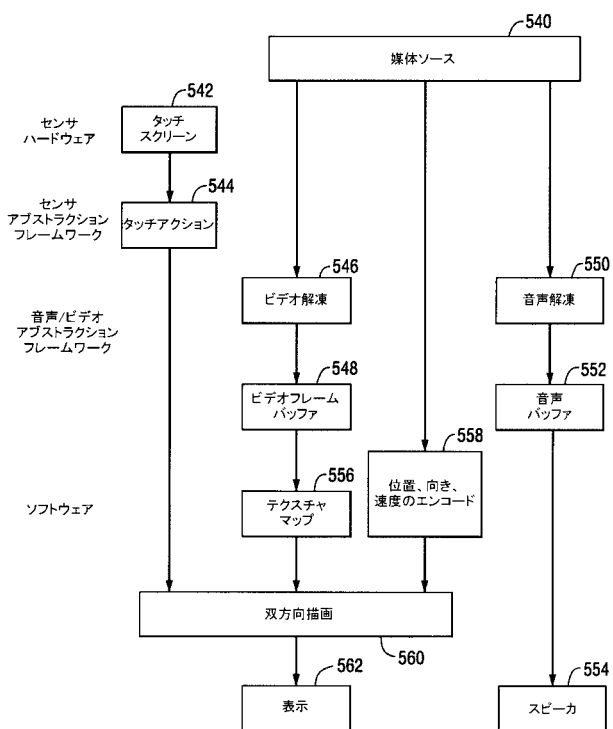 540
媒体ソース
542
センサ
ハードウェア
タッチ
スクリーン
544
センサ
アブストラクション
フレームワーク
タッチアクション
546
550
ビデオ解凍
音声解凍
音声/ビデオ
アブストラクション
フレームワーク
548
552
ビデオフレーム
バッファ
音声
バッファ
558
556
位置、向き、
速度のエンコード
ソフトウェア
テクスチャ
マップ
双方向描画
560
562
554
表示
スピーカ